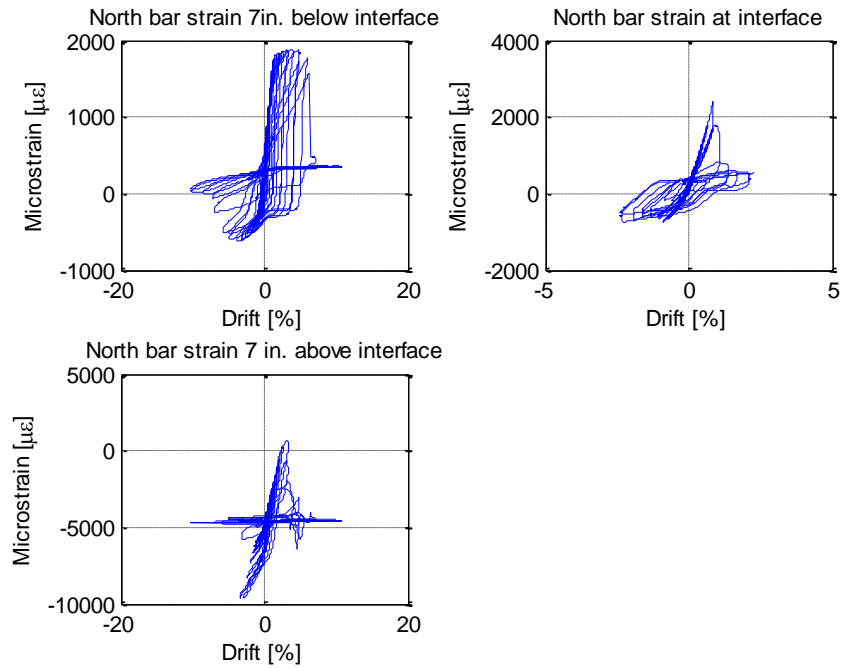 North bar strain 7in. below interface
2000
1000
0
-1000
Microstrain [µε]
-20
0
20
Drift [%]
North bar strain at interface
4000
2000
0
-2000
Microstrain [µε]
-5
0
5
Drift [%]
North bar strain 7 in. above interface
5000
0
-5000
-10000
Microstrain [µε]
-20
0
20
Drift [%]